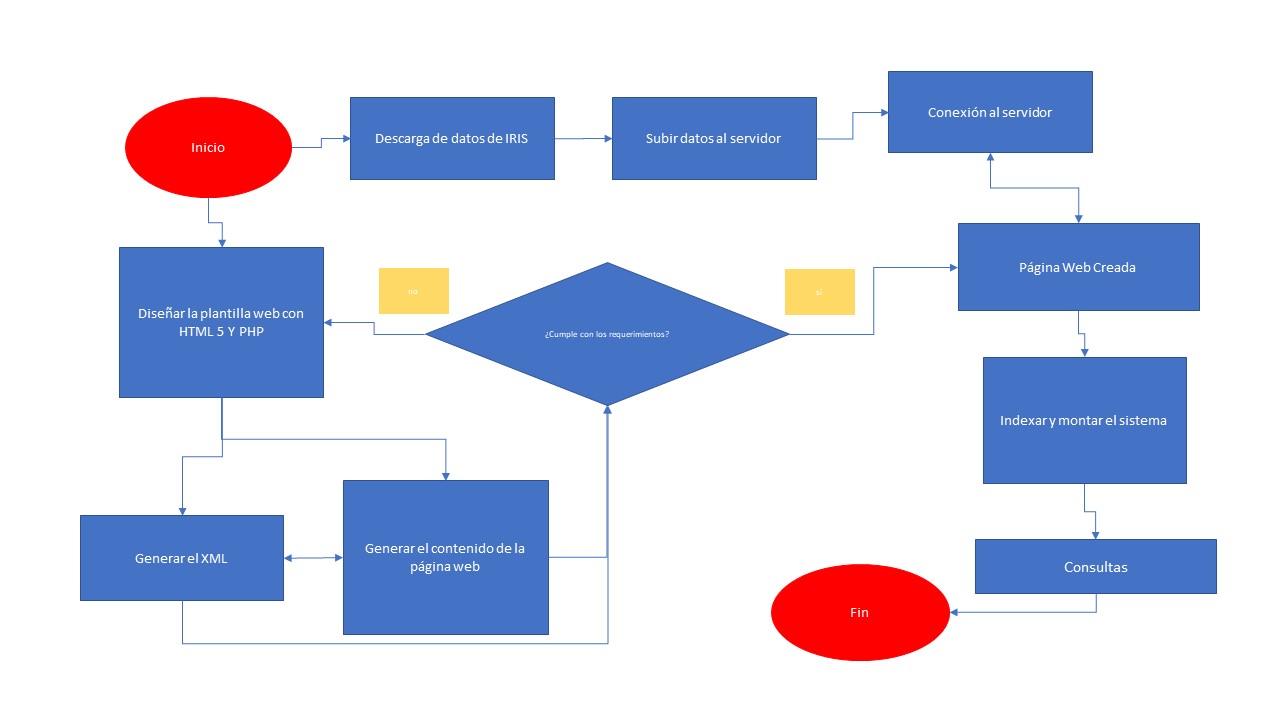 Inicio
Descarga de datos de IRIS
Subir datos al servidor
Conexión al servidor
Página Web Creada
Diseñar la plantilla web con
HTML 5 Y PHP
no
¿Cumple con los requerimientos?
sí
Indexar y montar el sistema
Generar el XML
Generar el contenido de la
página web
Consultas
Fin